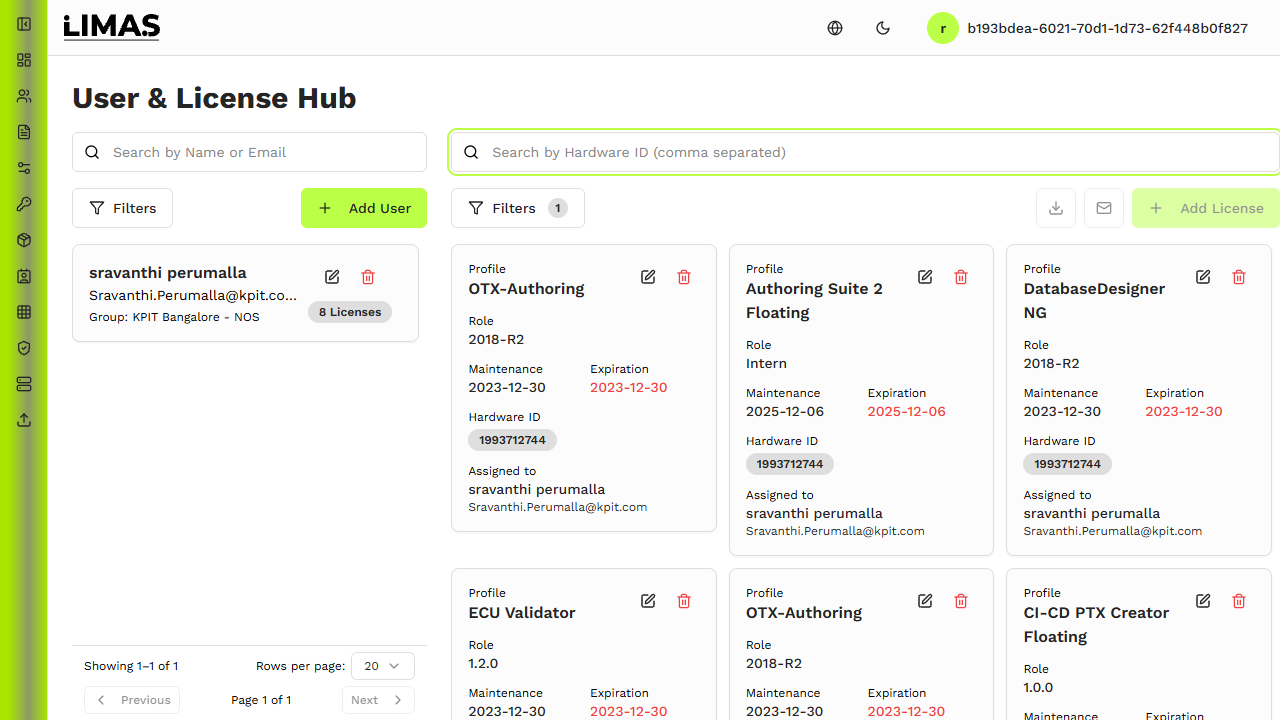 LIMAS
r
b193bdea-6021-70d1-1d73-62f448b0f827
User & License Hub
Search by Name or Email
Search by Hardware ID (comma separated)
Filters
Add User
Filters 1
Add License
sravanthi perumalla
Sravanthi.Perumalla@kpit.co...
Group: KPIT Bangalore - NOS
8 Licenses
Profile
OTX-Authoring
Role
2018-R2
Maintenance Expiration
2023-12-30 2023-12-30
Hardware ID
1993712744
Assigned to
sravanthi perumalla
Sravanthi.Perumalla@kpit.com
Profile
Authoring Suite 2
Floating
Role
Intern
Maintenance Expiration
2025-12-06 2025-12-06
Hardware ID
1993712744
Assigned to
sravanthi perumalla
Sravanthi.Perumalla@kpit.com
Profile
DatabaseDesigner
NG
Role
2018-R2
Maintenance Expiration
2023-12-30 2023-12-30
Hardware ID
1993712744
Assigned to
sravanthi perumalla
Sravanthi.Perumalla@kpit.com
Profile
ECU Validator
Role
1.2.0
Maintenance Expiration
2023-12-30 2023-12-30
Profile
OTX-Authoring
Role
2018-R2
Maintenance Expiration
2023-12-30 2023-12-30
Profile
CI-CD PTX Creator
Floating
Role
1.0.0
Maintenance Expiration
Showing 1–1 of 1
Rows per page: 20
Previous
Page 1 of 1
Next